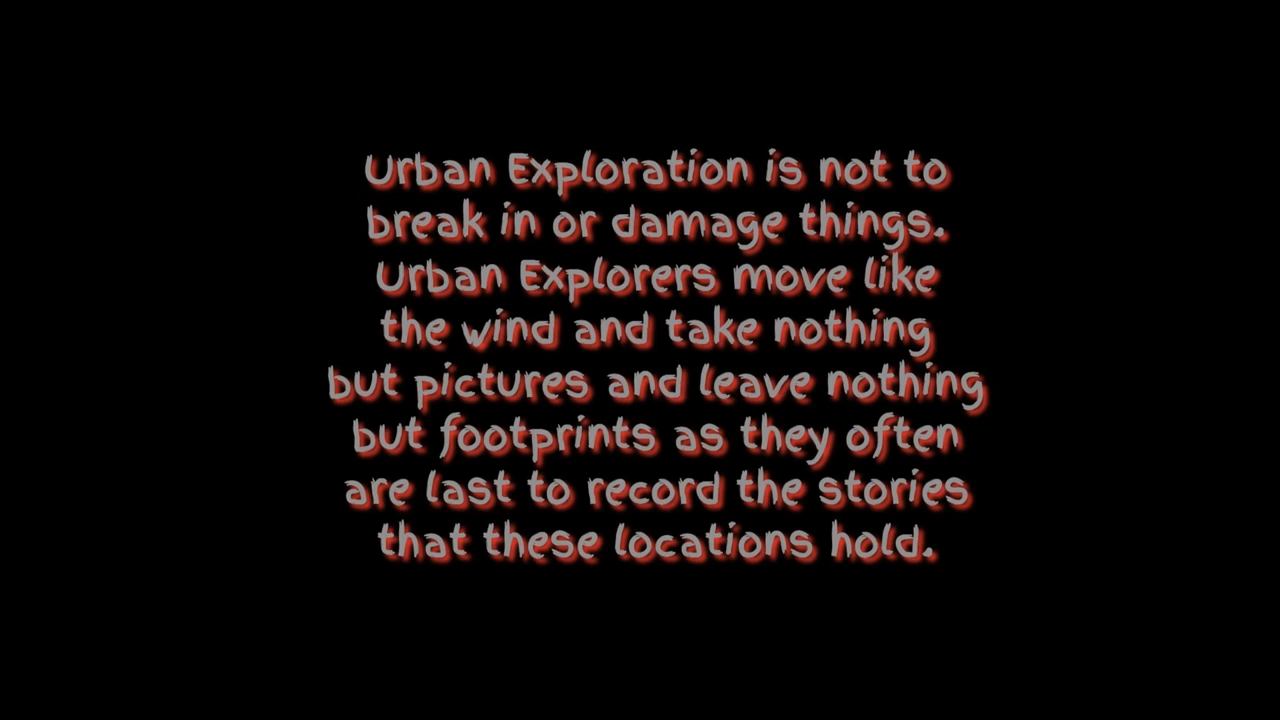 Urban Exploration is not to
break in or damage things.
Urban Explorers move like
the wind and take nothing
but pictures and leave nothing
but footprints as they often
are last to record the stories
that these locations hold.